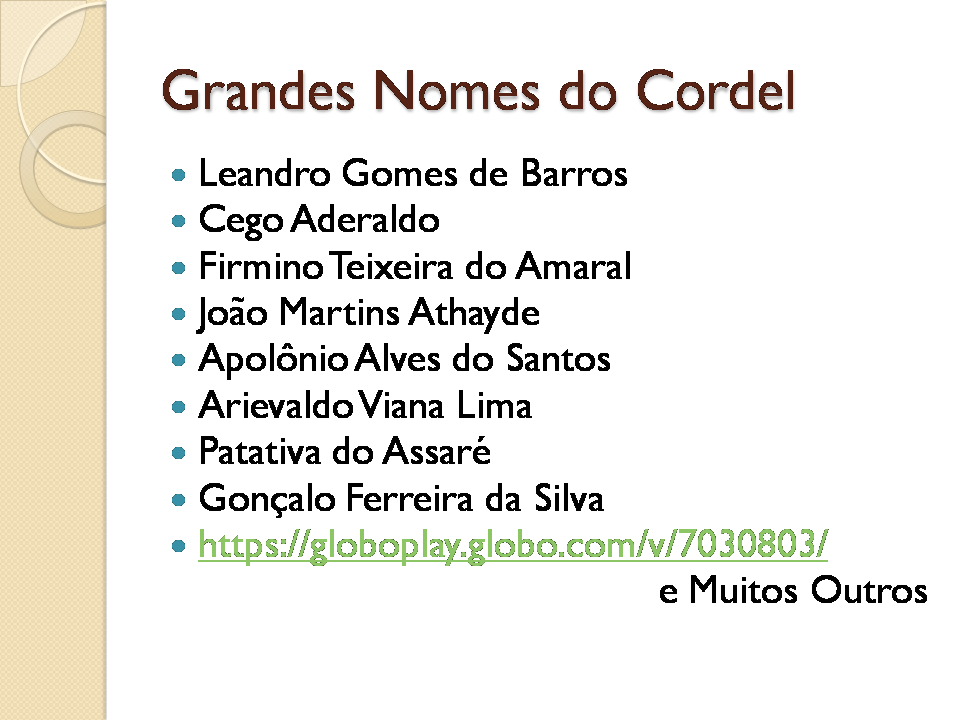 Grandes Nomes do Cordel
Leandro Gomes de Barros
Cego Aderaldo
Firmino Teixeira do Amaral
João Martins Athayde
Apolônio Alves do Santos
Arievaldo Viana Lima
Patativa do Assaré
Gonçalo Ferreira da Silva
https://globoplay.globo.com/v/7030803/
e Muitos Outros